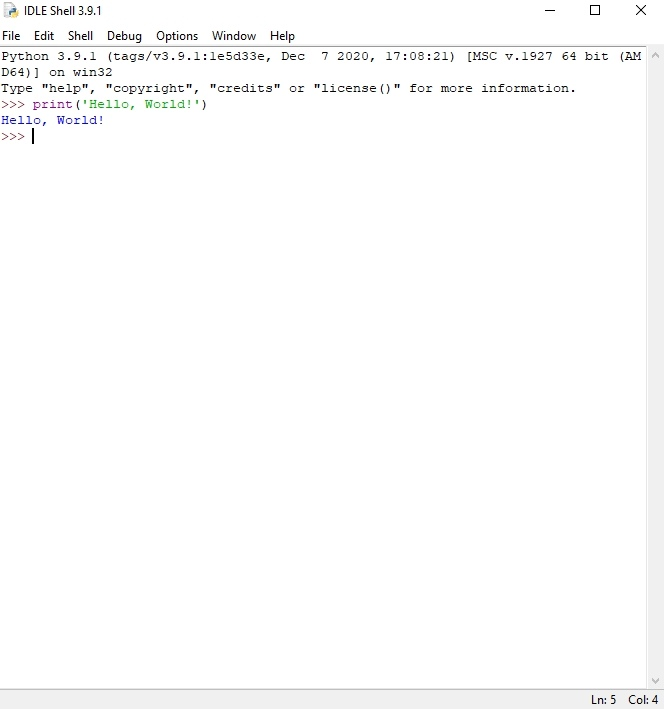 IDLE Shell 3.9.1
File Edit Shell Debug Options Window Help
Python 3.9.1 (tags/v3.9.1:1e5d33e, Dec  7 2020, 17:08:21) [MSC v.1927 64 bit (AM
D64)] on win32
Type "help", "copyright", "credits" or "license()" for more information.
>>> print('Hello, World!')
Hello, World!
>>>
Ln: 5 Col: 4